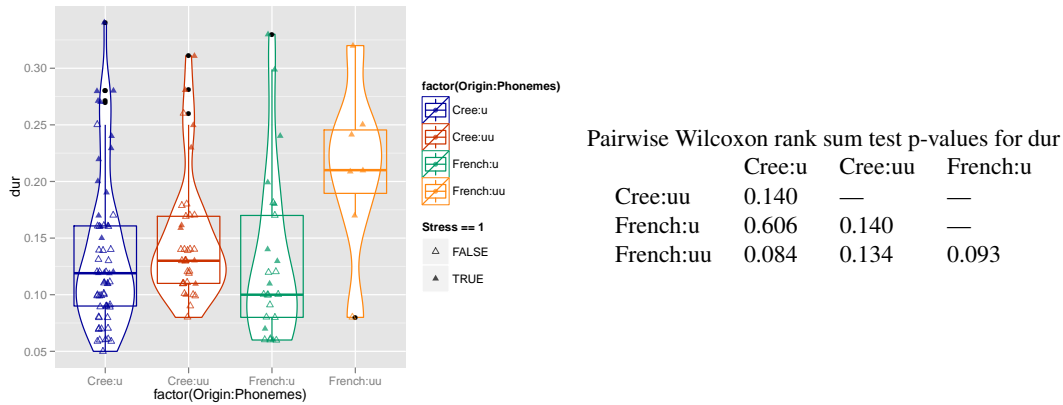 dur
0.30
0.25
0.20
0.15
0.10
0.05
Cree:u Cree:uu French:u French:uu
factor(Origin:Phonemes)
factor(Origin:Phonemes)
Cree:u
Cree:uu
French:u
French:uu
Stress == 1
FALSE
TRUE
Pairwise Wilcoxon rank sum test p-values for dur
Cree:u Cree:uu French:u
Cree:uu 0.140 — —
French:u 0.606 0.140 —
French:uu 0.084 0.134 0.093